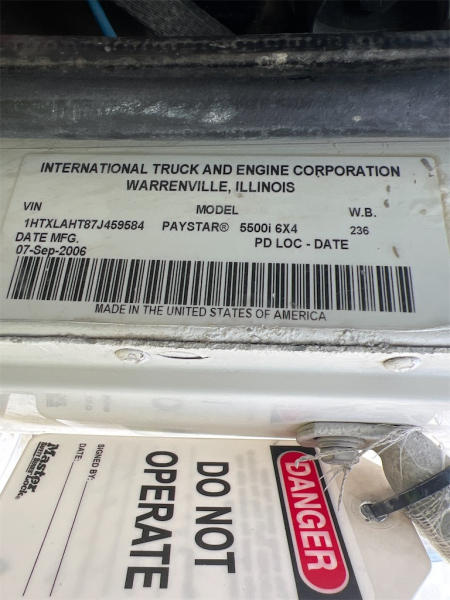 INTERNATIONAL TRUCK AND ENGINE CORPORATION
WARRENVILLE, ILLINOIS
VIN MODEL W.B.
1HTXLAHT87J459584 PAYSTAR® 5500i 6X4 236
DATE MFG. PD LOC - DATE
07-Sep-2006
MADE IN THE UNITED STATES OF AMERICA
DANGER
DO NOT
OPERATE
SIGNED BY:
DATE:
Master
Lock